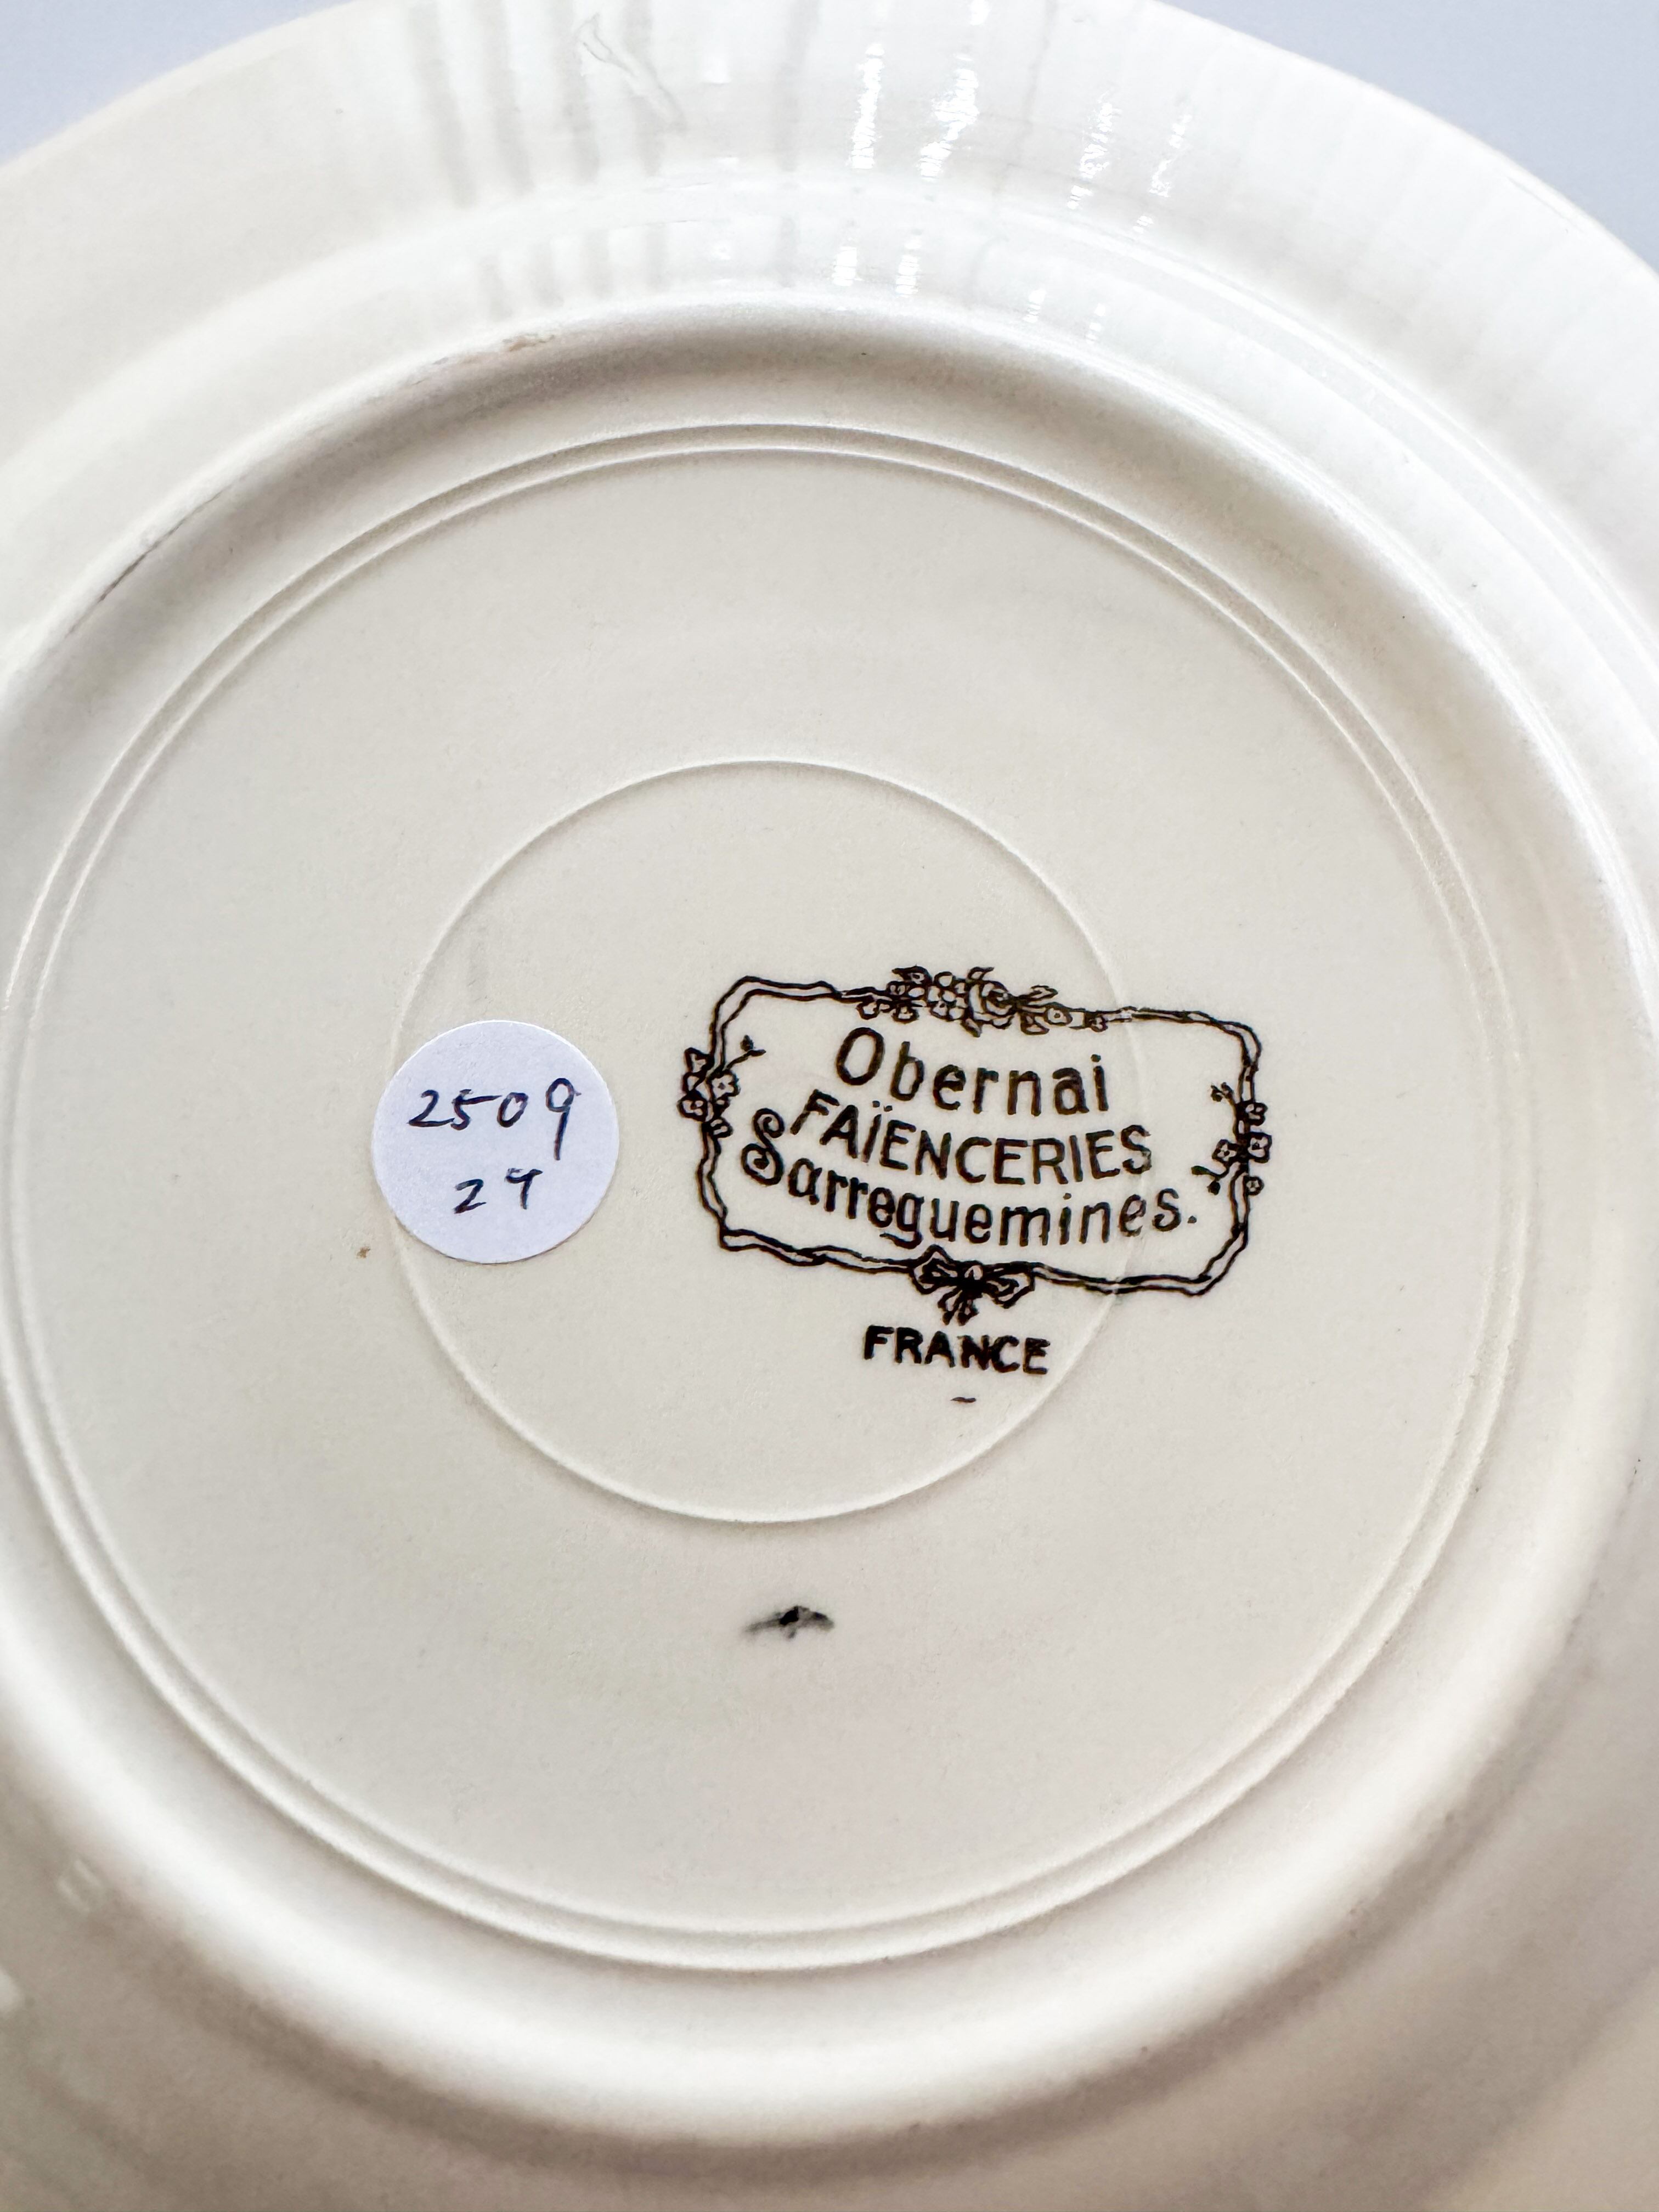 2509
27
Obernai
FAÏENCERIES
Sarreguemines.
FRANCE